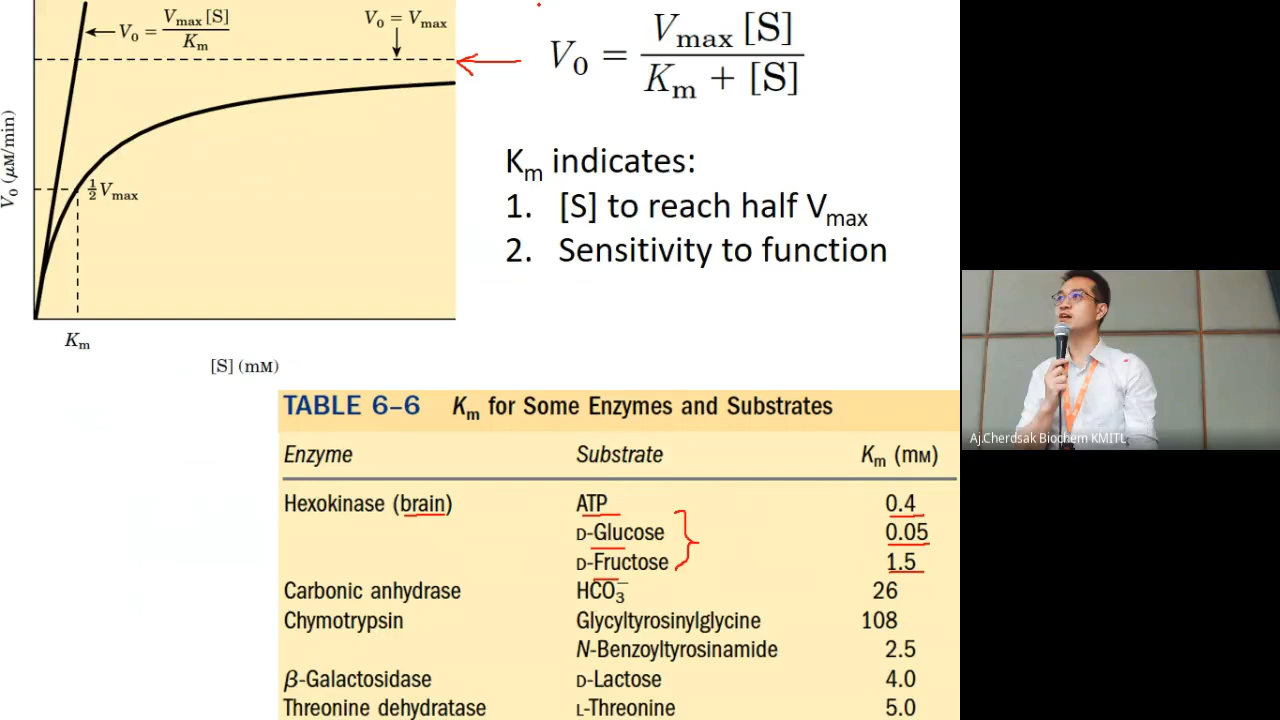 V₀ = Vmax [S] / Km
V₀ = Vmax
½ Vmax
V₀ (μM/min)
Km
[S] (mM)
V₀ = Vmax [S] / Km + [S]
Km indicates:
1. [S] to reach half Vmax
2. Sensitivity to function
Aj.Cherdsak Biochem KMITL
TABLE 6–6 Km for Some Enzymes and Substrates
Enzyme Substrate Km (mM)
Hexokinase (brain) ATP 0.4
D-Glucose 0.05
D-Fructose 1.5
Carbonic anhydrase HCO₃⁻ 26
Chymotrypsin Glycyltyrosinylglycine 108
N-Benzoyltyrosinamide 2.5
β-Galactosidase D-Lactose 4.0
Threonine dehydratase L-Threonine 5.0